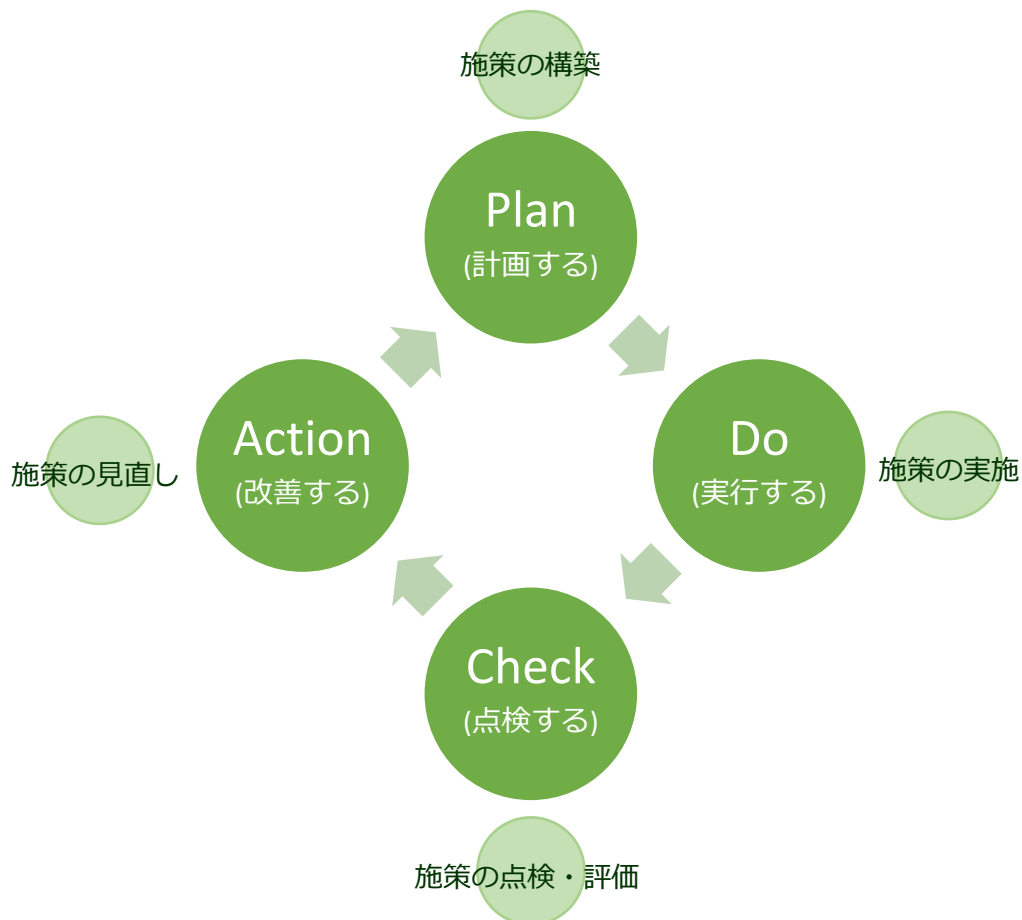 施策の構築
Plan
(計画する)
Do
(実行する)
施策の実施
Check
(点検する)
施策の点検・評価
Action
(改善する)
施策の見直し